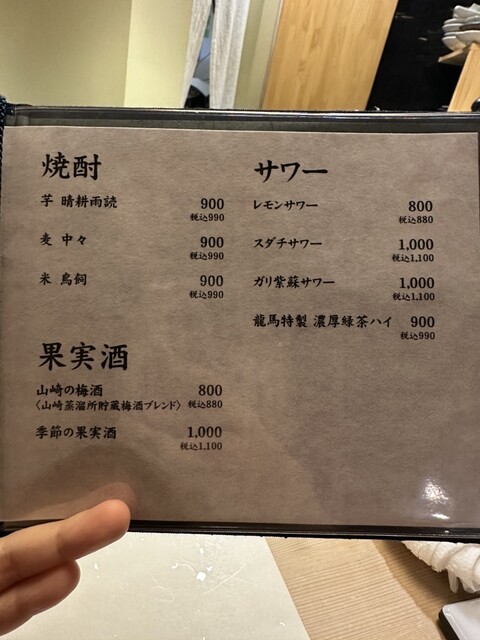 焼酎
芋 晴耕雨読 900
税込990
麦 中々 900
税込990
米 鳥飼 900
税込990
果実酒
山崎の梅酒 800
〈山崎蒸溜所貯蔵梅酒ブレンド〉 税込880
季節の果実酒 1,000
税込1,100
サワー
レモンサワー 800
税込880
スダチサワー 1,000
税込1,100
ガリ紫蘇サワー 1,000
税込1,100
龍馬特製 濃厚緑茶ハイ 900
税込990